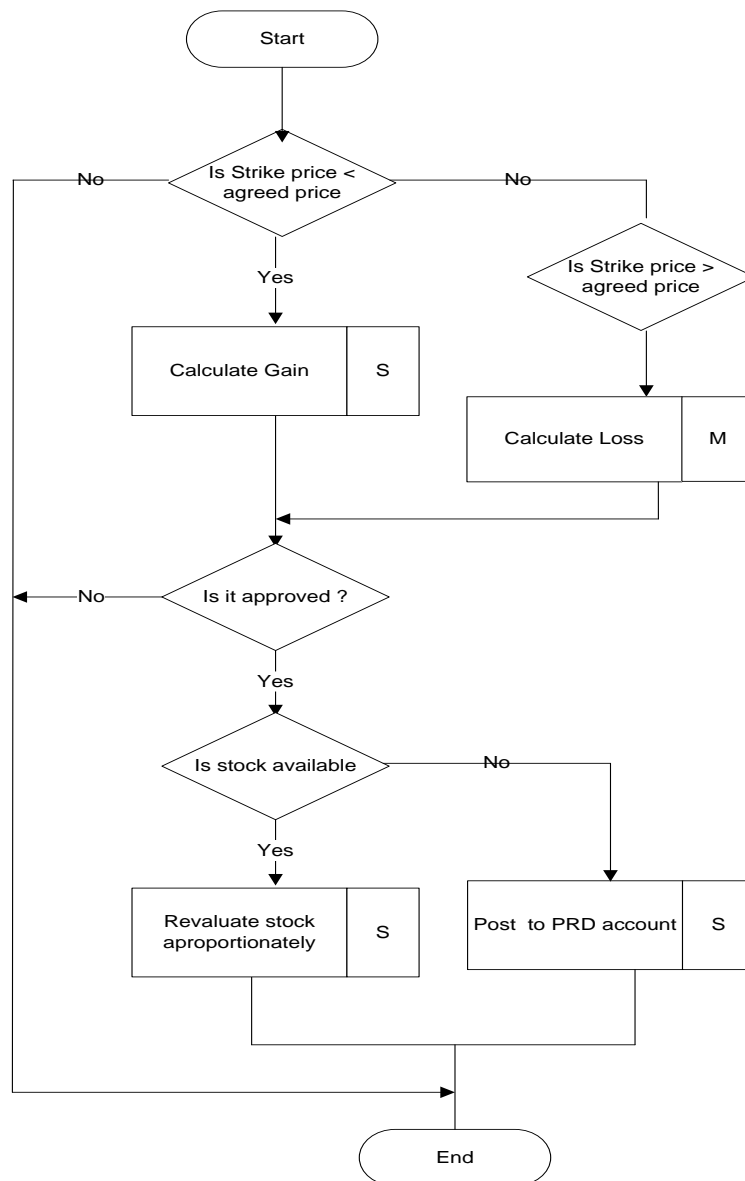 Start
Is Strike price <
agreed price
No
No
Is Strike price >
agreed price
Yes
Calculate Gain
S
Calculate Loss
M
Is it approved ?
No
Yes
Is stock available
No
Yes
Revaluate stock
aproportionately
S
Post to PRD account
S
End